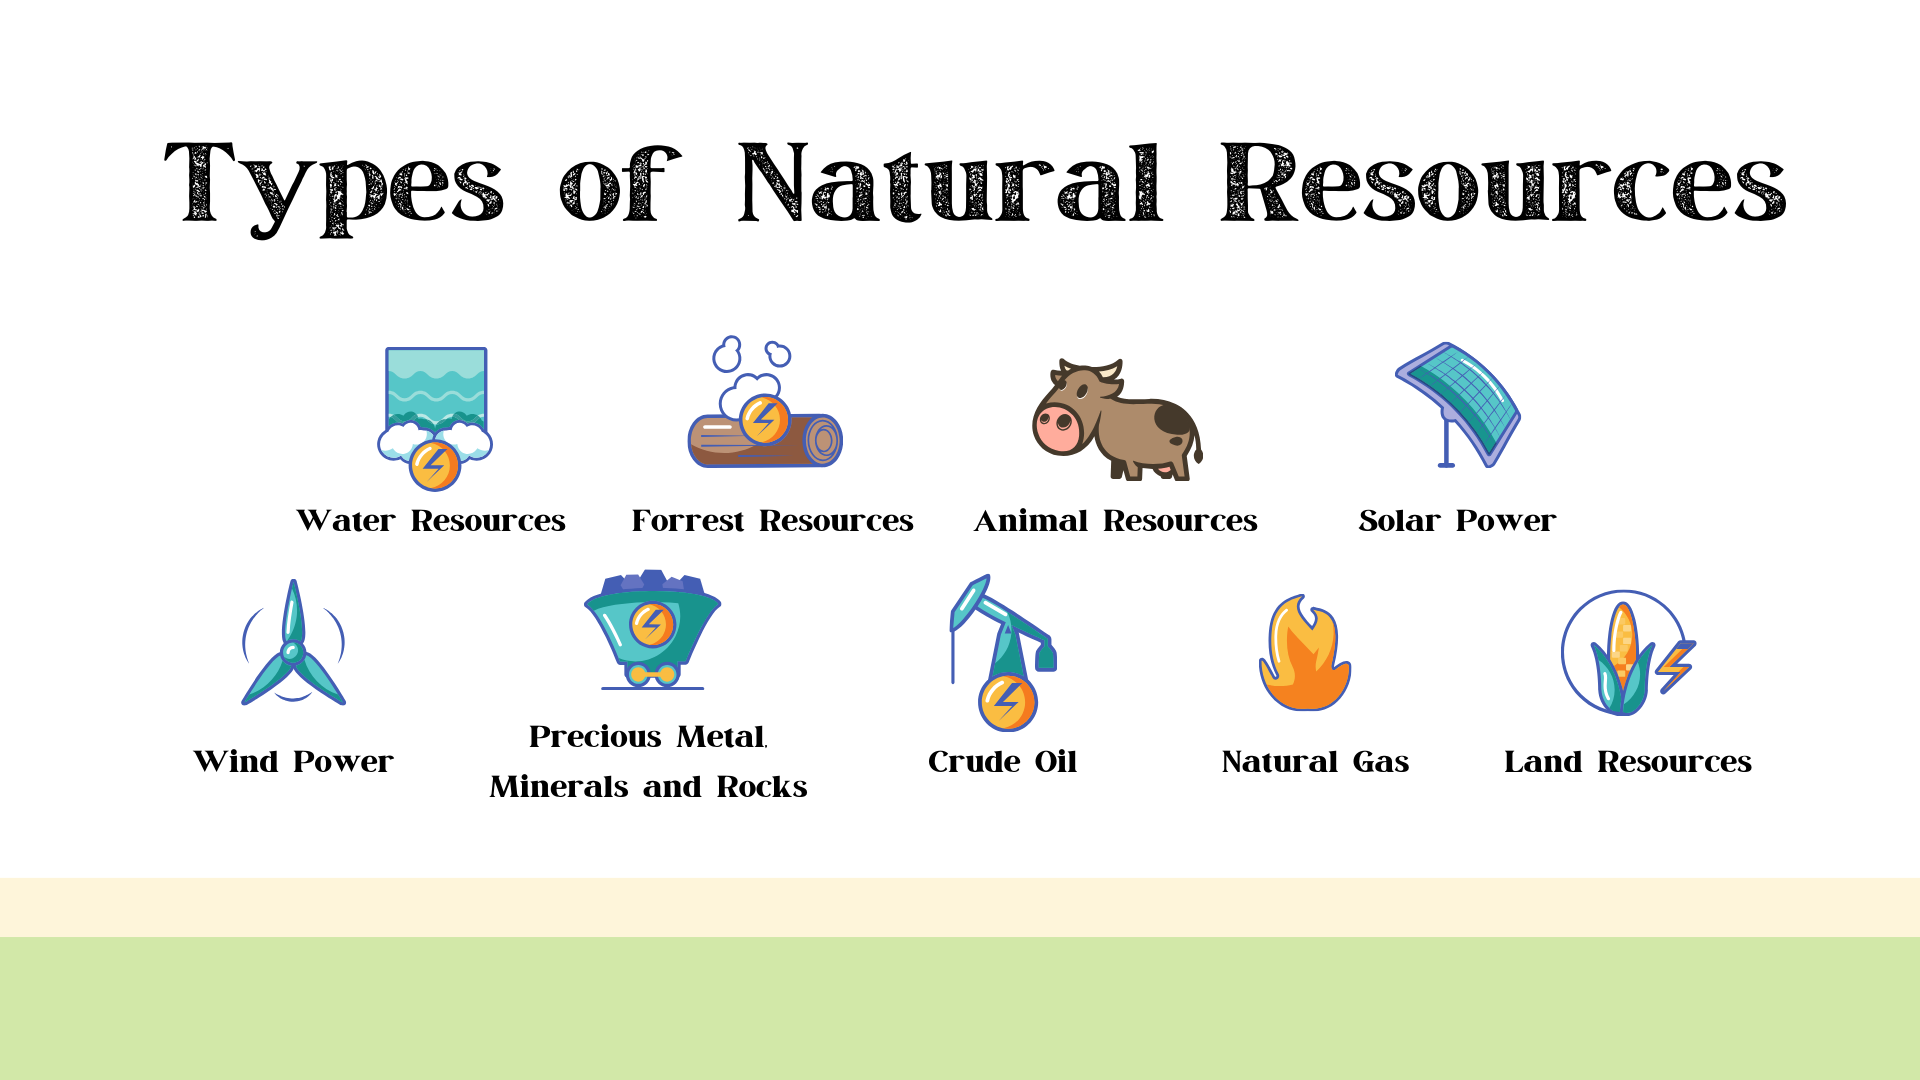 Types of Natural Resources
Water Resources
Forrest Resources
Animal Resources
Solar Power
Wind Power
Precious Metal,
Minerals and Rocks
Crude Oil
Natural Gas
Land Resources